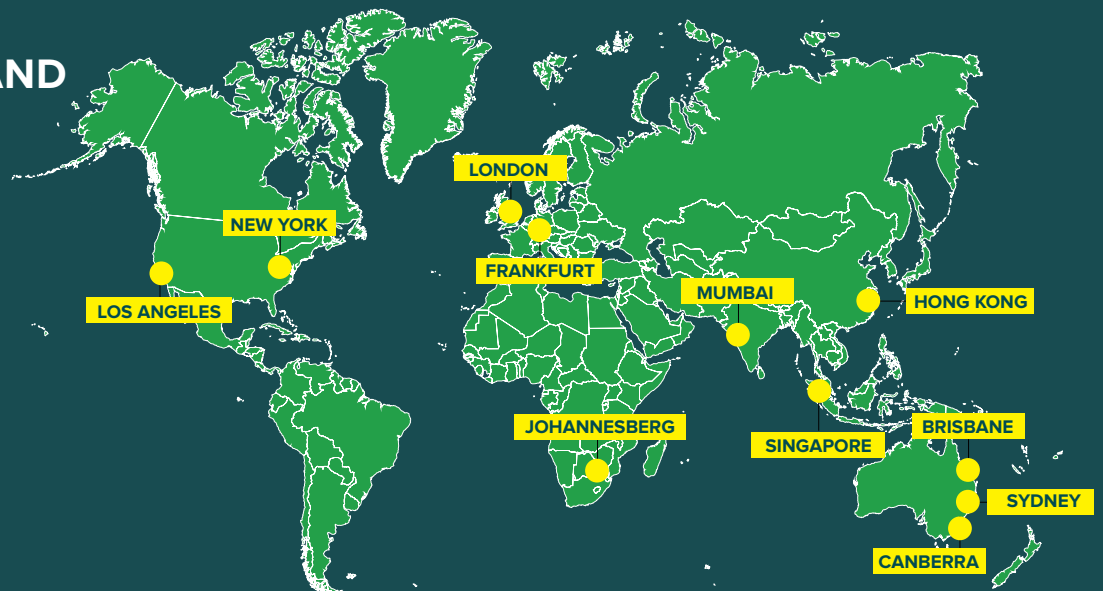 AND
LONDON
NEW YORK
FRANKFURT
MUMBAI
LOS ANGELES
HONG KONG
JOHANNESBERG
BRISBANE
SINGAPORE
SYDNEY
CANBERRA